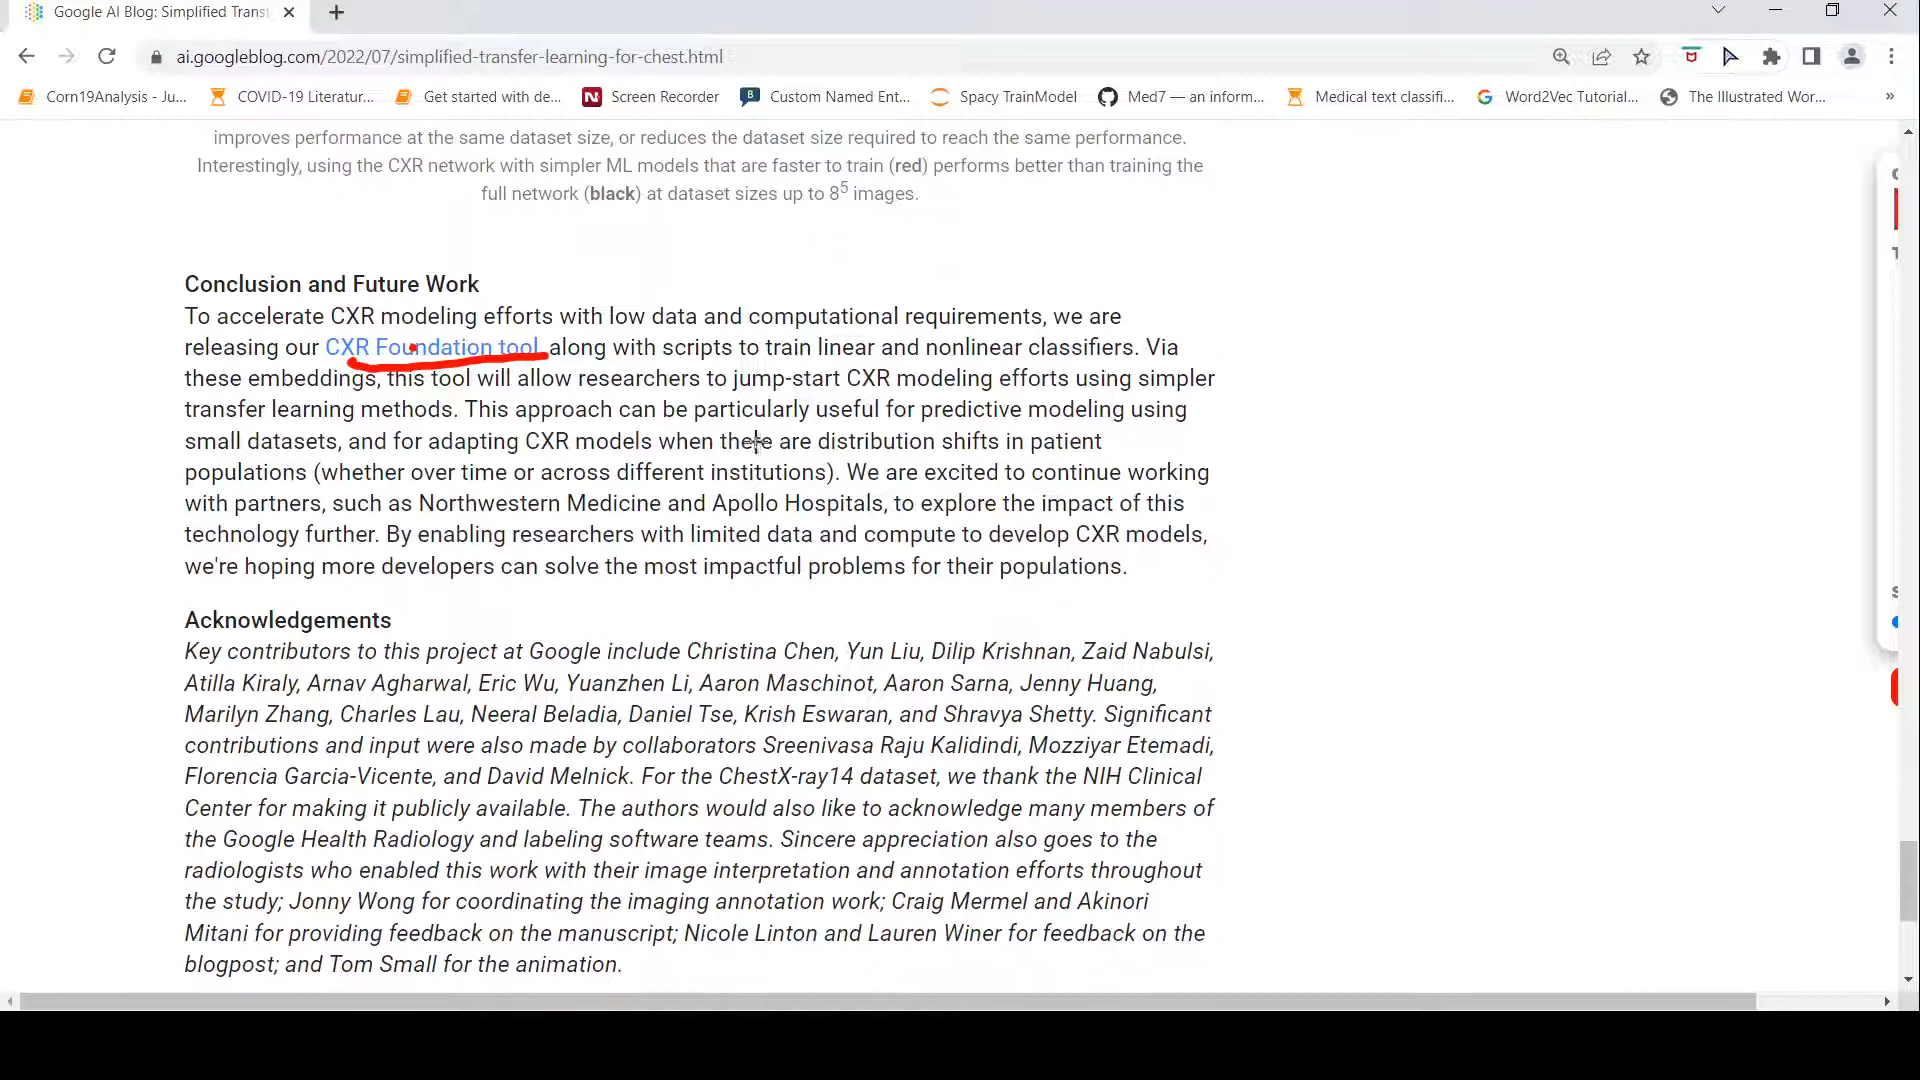 Google AI Blog: Simplified Trans
ai.googleblog.com/2022/07/simplified-transfer-learning-for-chest.html
Corn19Analysis - Ju... COVID-19 Literatur... Get started with de... Screen Recorder Custom Named Ent... Spacy TrainModel Med7 — an inform... Medical text classifi... Word2Vec Tutorial... The Illustrated Wor... »
improves performance at the same dataset size, or reduces the dataset size required to reach the same performance.
Interestingly, using the CXR network with simpler ML models that are faster to train (red) performs better than training the
full network (black) at dataset sizes up to 8⁵ images.
Conclusion and Future Work
To accelerate CXR modeling efforts with low data and computational requirements, we are
releasing our CXR Foundation tool along with scripts to train linear and nonlinear classifiers. Via
these embeddings, this tool will allow researchers to jump-start CXR modeling efforts using simpler
transfer learning methods. This approach can be particularly useful for predictive modeling using
small datasets, and for adapting CXR models when there are distribution shifts in patient
populations (whether over time or across different institutions). We are excited to continue working
with partners, such as Northwestern Medicine and Apollo Hospitals, to explore the impact of this
technology further. By enabling researchers with limited data and compute to develop CXR models,
we're hoping more developers can solve the most impactful problems for their populations.
Acknowledgements
Key contributors to this project at Google include Christina Chen, Yun Liu, Dilip Krishnan, Zaid Nabulsi,
Atilla Kiraly, Arnav Agharwal, Eric Wu, Yuanzhen Li, Aaron Maschinot, Aaron Sarna, Jenny Huang,
Marilyn Zhang, Charles Lau, Neeral Beladia, Daniel Tse, Krish Eswaran, and Shravya Shetty. Significant
contributions and input were also made by collaborators Sreenivasa Raju Kalidindi, Mozziyar Etemadi,
Florencia Garcia-Vicente, and David Melnick. For the ChestX-ray14 dataset, we thank the NIH Clinical
Center for making it publicly available. The authors would also like to acknowledge many members of
the Google Health Radiology and labeling software teams. Sincere appreciation also goes to the
radiologists who enabled this work with their image interpretation and annotation efforts throughout
the study; Jonny Wong for coordinating the imaging annotation work; Craig Mermel and Akinori
Mitani for providing feedback on the manuscript; Nicole Linton and Lauren Winer for feedback on the
blogpost; and Tom Small for the animation.